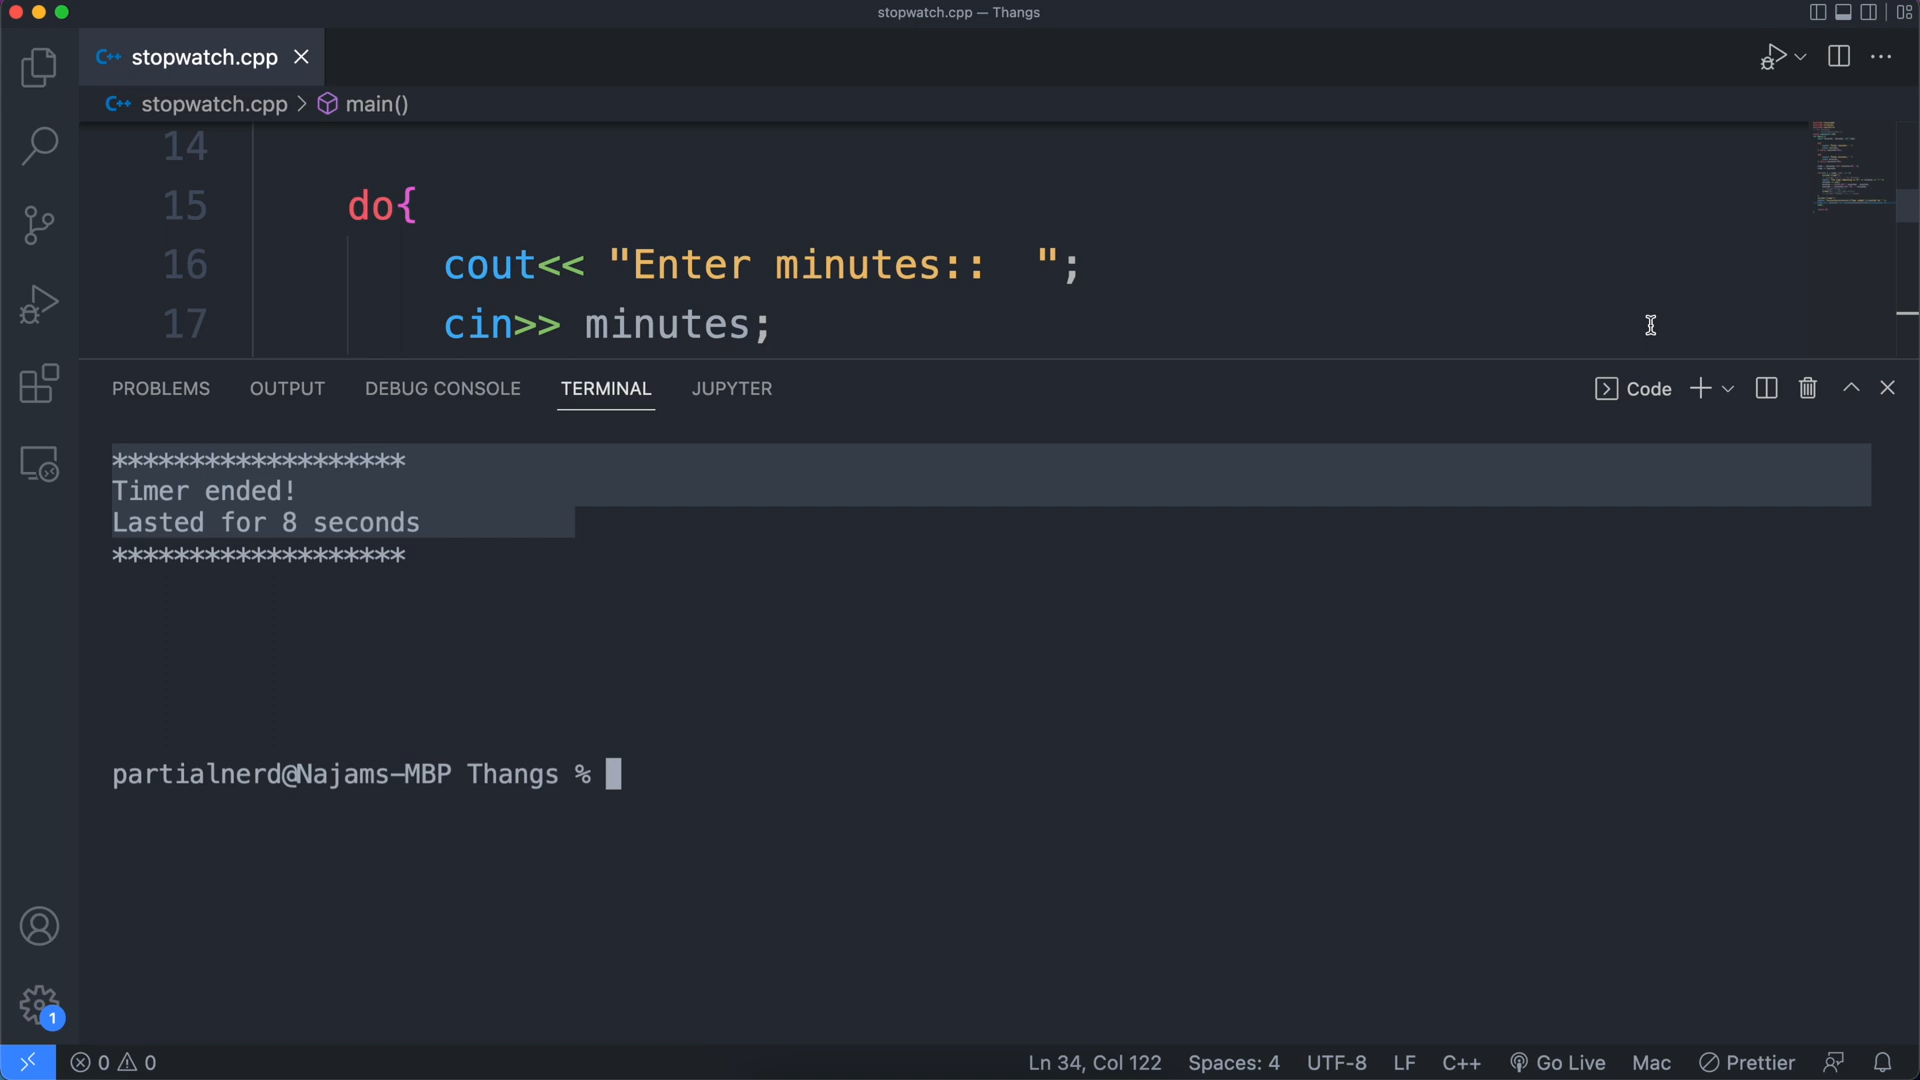 stopwatch.cpp — Thangs
C++ stopwatch.cpp
C++ stopwatch.cpp > main()
14
15 do{
16 cout<< "Enter minutes::  ";
17 cin>> minutes;
PROBLEMS OUTPUT DEBUG CONSOLE TERMINAL JUPYTER Code
*******************
Timer ended!
Lasted for 8 seconds
*******************
partialnerd@Najams-MBP Thangs %
1
0 0 Ln 34, Col 122 Spaces: 4 UTF-8 LF C++ Go Live Mac Prettier